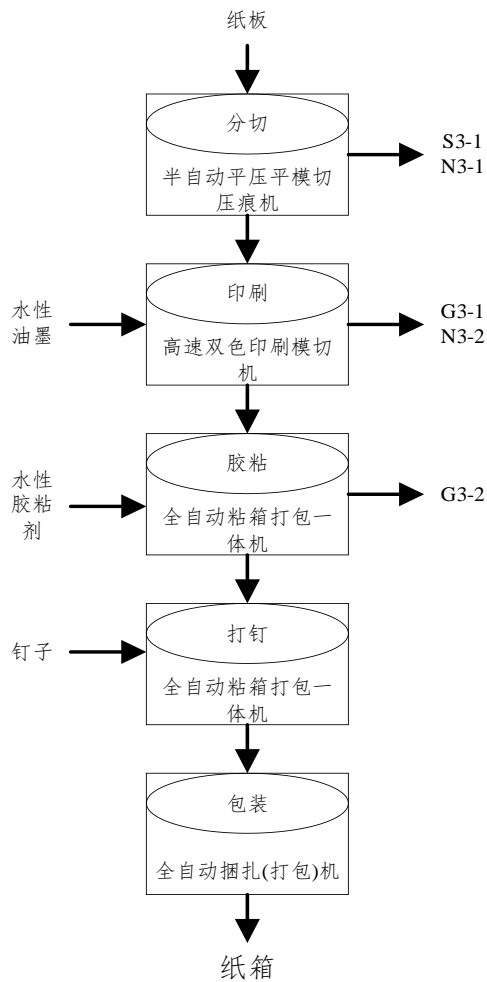 纸板
分切
半自动平压平模切
压痕机
S3-1
N3-1
水性
油墨
印刷
高速双色印刷模切
机
G3-1
N3-2
水性
胶粘
剂
胶粘
全自动粘箱打包一
体机
G3-2
钉子
打钉
全自动粘箱打包一
体机
包装
全自动捆扎(打包)机
纸箱